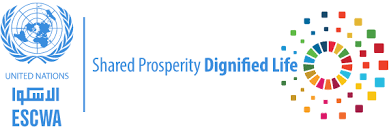 UNITED NATIONS
الاسكوا
ESCWA
Shared Prosperity Dignified Life